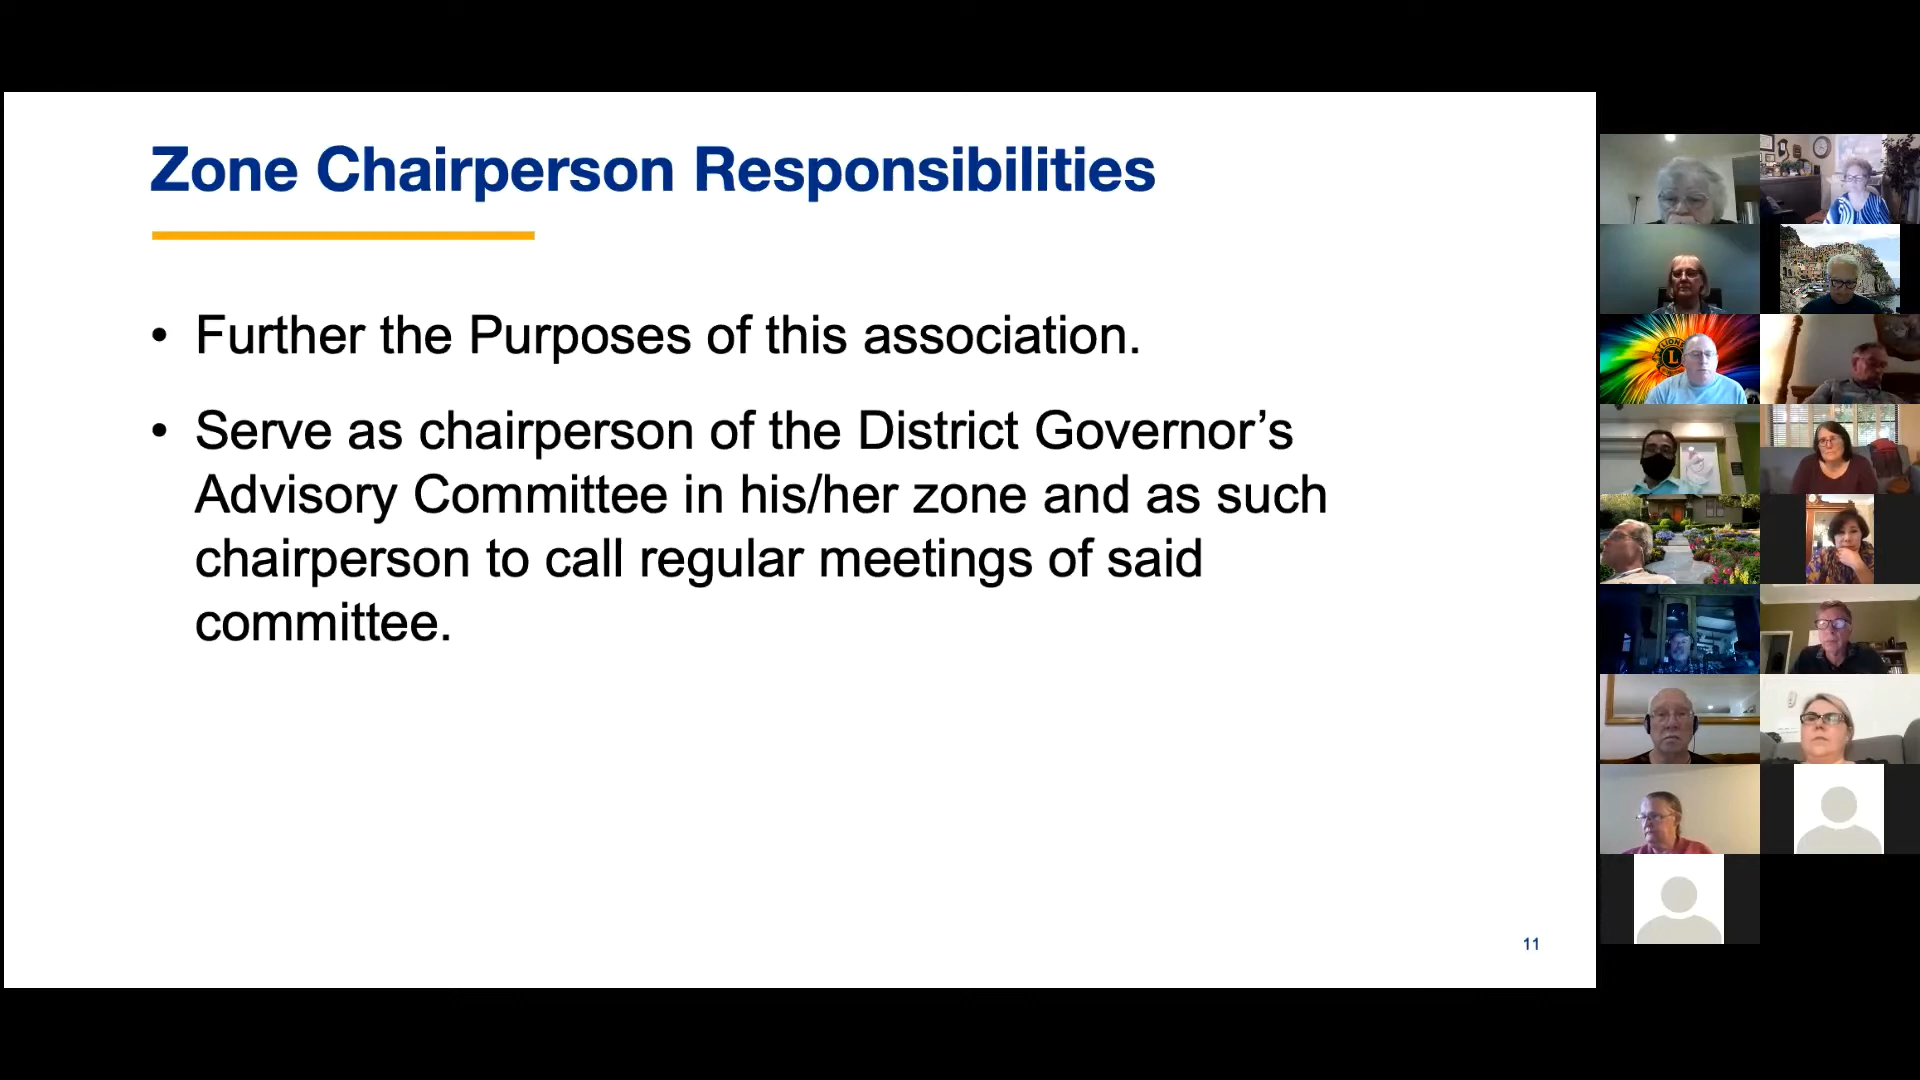 Zone Chairperson Responsibilities
• Further the Purposes of this association.
• Serve as chairperson of the District Governor’s
Advisory Committee in his/her zone and as such
chairperson to call regular meetings of said
committee.
11
LIONS
L